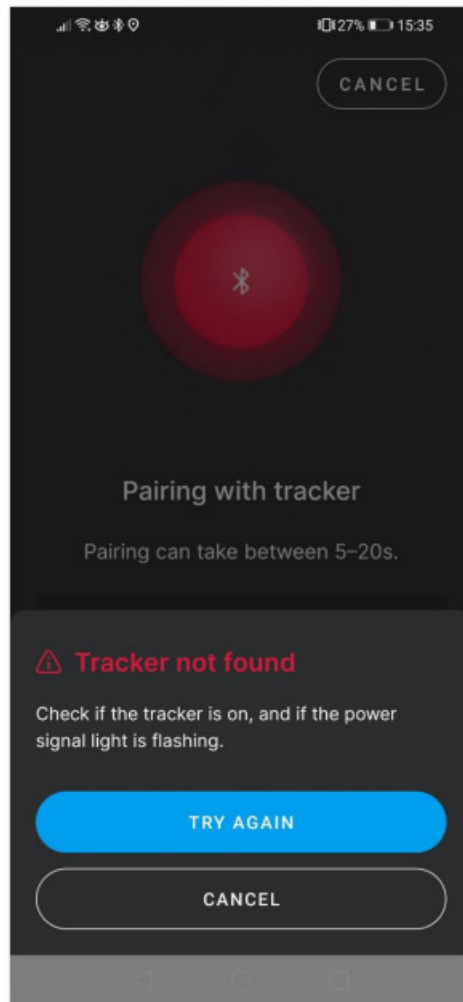 27% 15:35
CANCEL
Pairing with tracker
Pairing can take between 5–20s.
Tracker not found
Check if the tracker is on, and if the power
signal light is flashing.
TRY AGAIN
CANCEL